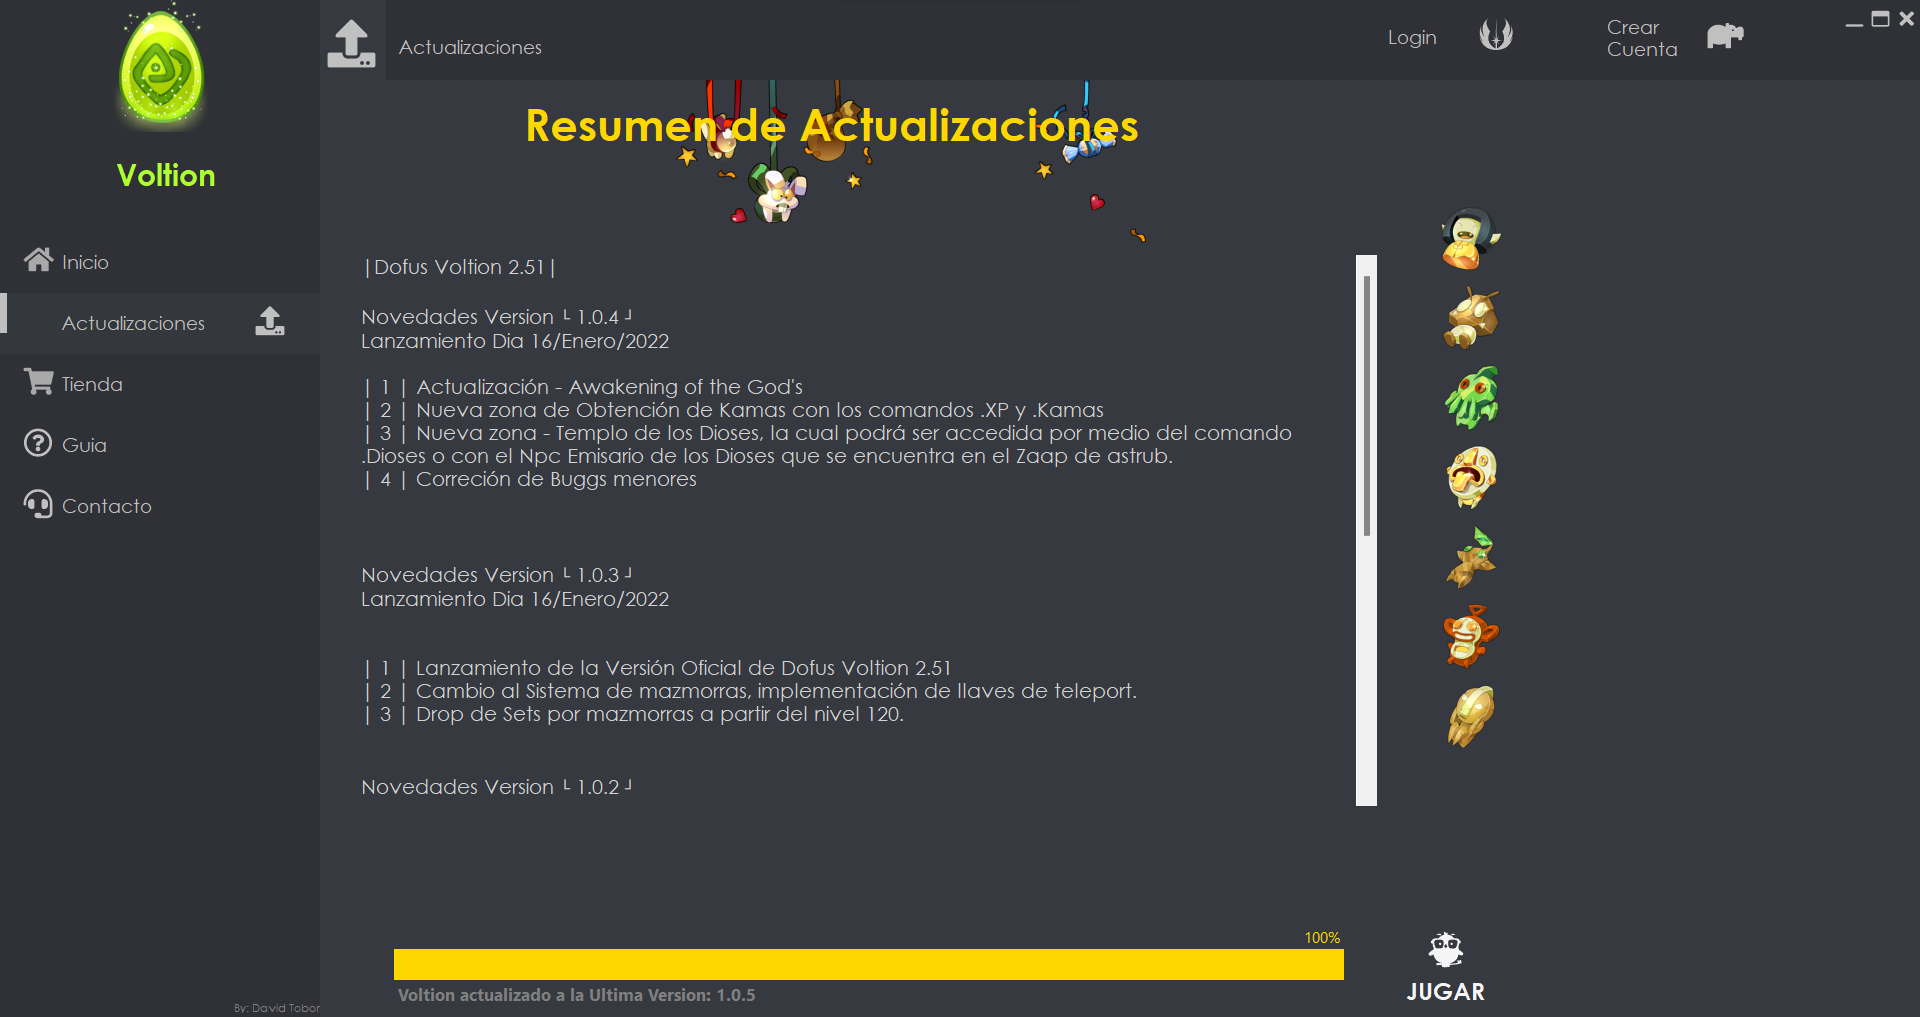 Voltion
Inicio
Actualizaciones
Tienda
Guia
Contacto
By: David Tobor
Actualizaciones
Login
Crear
Cuenta
Resumen de Actualizaciones
|Dofus Voltion 2.51|
Novedades Version └ 1.0.4 ┘
Lanzamiento Dia 16/Enero/2022
| 1 | Actualización - Awakening of the God's
| 2 | Nueva zona de Obtención de Kamas con los comandos .XP y .Kamas
| 3 | Nueva zona - Templo de los Dioses, la cual podrá ser accedida por medio del comando
.Dioses o con el Npc Emisario de los Dioses que se encuentra en el Zaap de astrub.
| 4 | Correción de Buggs menores
Novedades Version └ 1.0.3 ┘
Lanzamiento Dia 16/Enero/2022
| 1 | Lanzamiento de la Versión Oficial de Dofus Voltion 2.51
| 2 | Cambio al Sistema de mazmorras, implementación de llaves de teleport.
| 3 | Drop de Sets por mazmorras a partir del nivel 120.
Novedades Version └ 1.0.2 ┘
100%
Voltion actualizado a la Ultima Version: 1.0.5
JUGAR